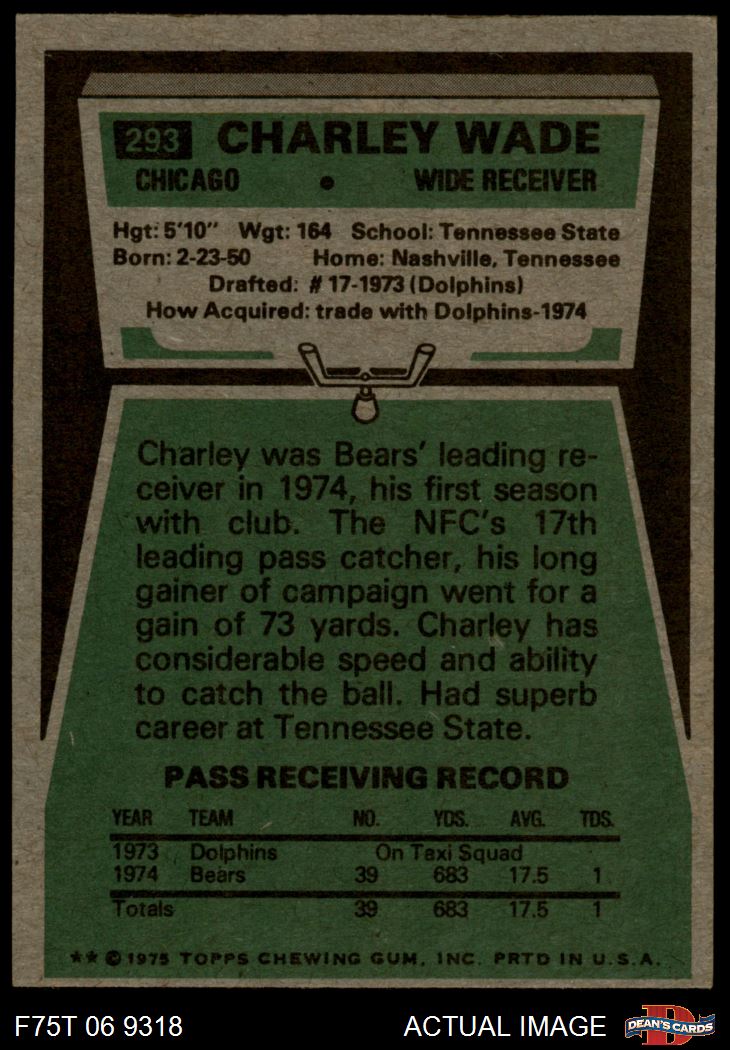 293 CHARLEY WADE
CHICAGO • WIDE RECEIVER
Hgt: 5'10" Wgt: 164 School: Tennessee State
Born: 2-23-50 Home: Nashville, Tennessee
Drafted: #17-1973 (Dolphins)
How Acquired: trade with Dolphins-1974
Charley was Bears' leading re-
ceiver in 1974, his first season
with club. The NFC's 17th
leading pass catcher, his long
gainer of campaign went for a
gain of 73 yards. Charley has
considerable speed and ability
to catch the ball. Had superb
career at Tennessee State.
PASS RECEIVING RECORD
YEAR TEAM NO. YDS. AVG. TDS.
1973 Dolphins On Taxi Squad
1974 Bears 39 683 17.5 1
Totals 39 683 17.5 1
** © 1975 TOPPS CHEWING GUM, INC. PRTD IN U.S.A.
F75T 06 9318 ACTUAL IMAGE D DEAN'S CARDS